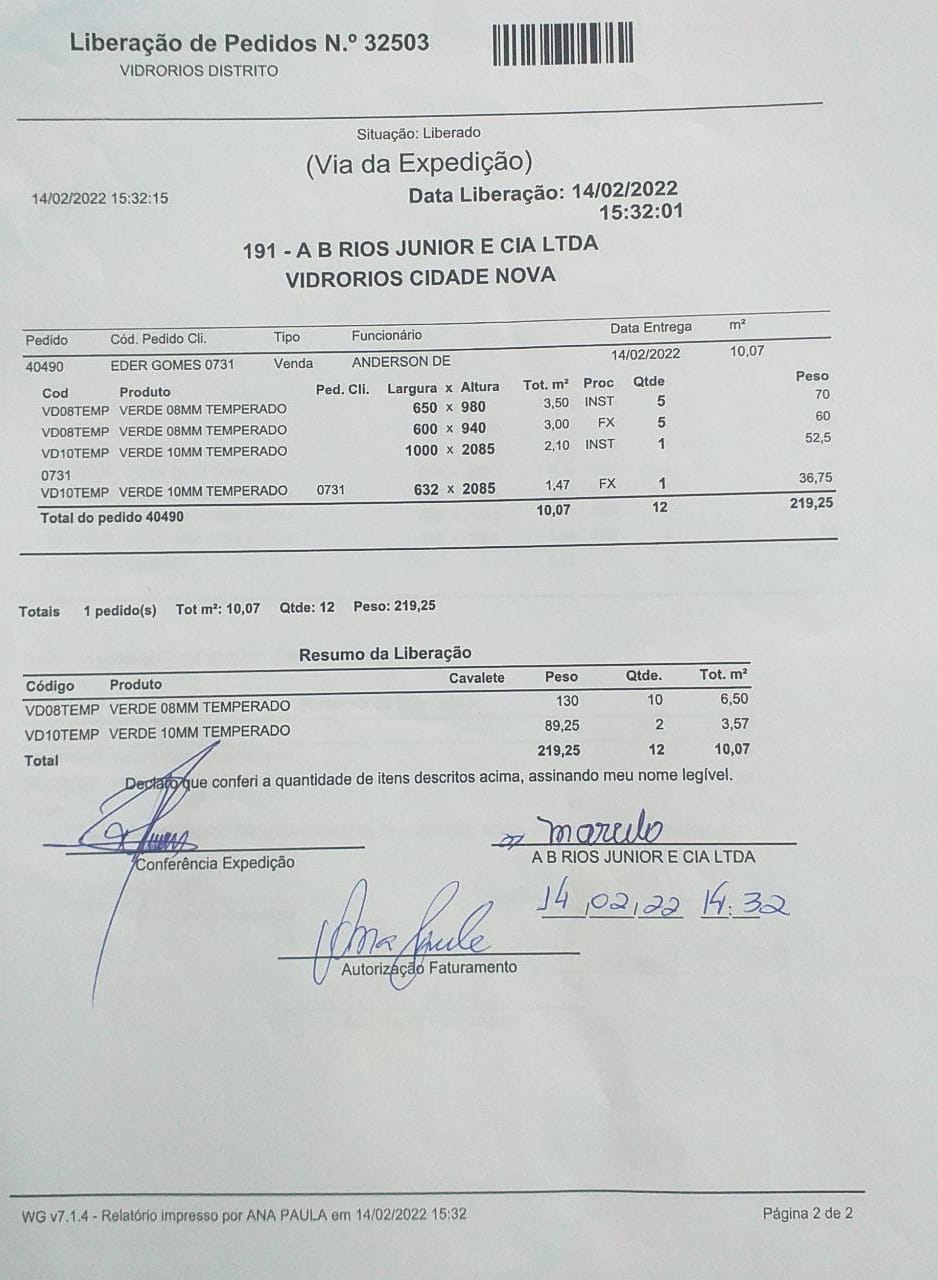 Liberação de Pedidos N.º 32503
VIDRORIOS DISTRITO
Situação: Liberado
(Via da Expedição)
14/02/2022 15:32:15
Data Liberação: 14/02/2022
15:32:01
191 - A B RIOS JUNIOR E CIA LTDA
VIDRORIOS CIDADE NOVA
Pedido Cód. Pedido Cli. Tipo Funcionário Data Entrega m²
40490 EDER GOMES 0731 Venda ANDERSON DE 14/02/2022 10,07
Cod Produto Ped. Cli. Largura x Altura Tot. m² Proc Qtde Peso
VD08TEMP VERDE 08MM TEMPERADO 650 x 980 3,50 INST 5 70
VD08TEMP VERDE 08MM TEMPERADO 600 x 940 3,00 FX 5 60
VD10TEMP VERDE 10MM TEMPERADO 1000 x 2085 2,10 INST 1 52,5
0731
VD10TEMP VERDE 10MM TEMPERADO 0731 632 x 2085 1,47 FX 1 36,75
Total do pedido 40490 10,07 12 219,25
Totais 1 pedido(s) Tot m²: 10,07 Qtde: 12 Peso: 219,25
Resumo da Liberação
Código Produto Cavalete Peso Qtde. Tot. m²
VD08TEMP VERDE 08MM TEMPERADO 130 10 6,50
VD10TEMP VERDE 10MM TEMPERADO 89,25 2 3,57
Total 219,25 12 10,07
Declaro que conferi a quantidade de itens descritos acima, assinando meu nome legível.
Conferência Expedição
A B RIOS JUNIOR E CIA LTDA
14,02,22 14:32
Ana Paula
Autorização Faturamento
WG v7.1.4 - Relatório impresso por ANA PAULA em 14/02/2022 15:32
Página 2 de 2